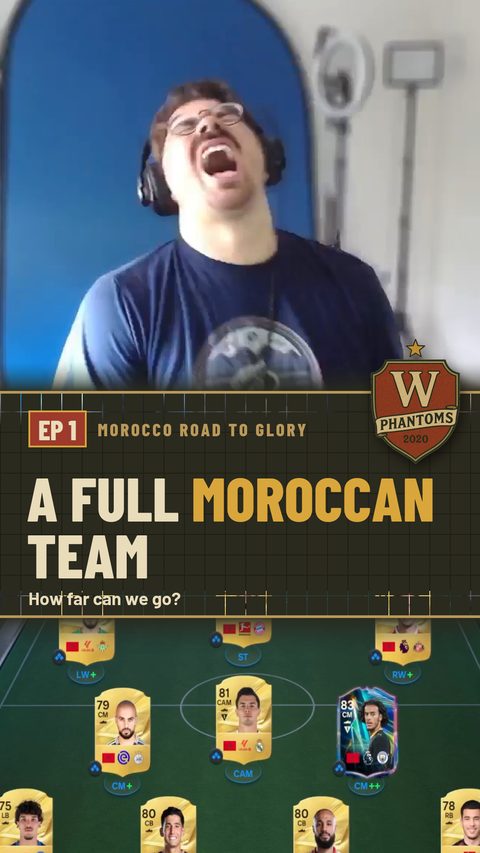 W
PHANTOMS
2020
EP 1 MOROCCO ROAD TO GLORY
A FULL MOROCCAN
TEAM
How far can we go?
LW+
ST
RW+
79
CM
81
CAM
83
CM
CM+
CAM
CM++
75
LB
80
CB
80
CB
78
RB